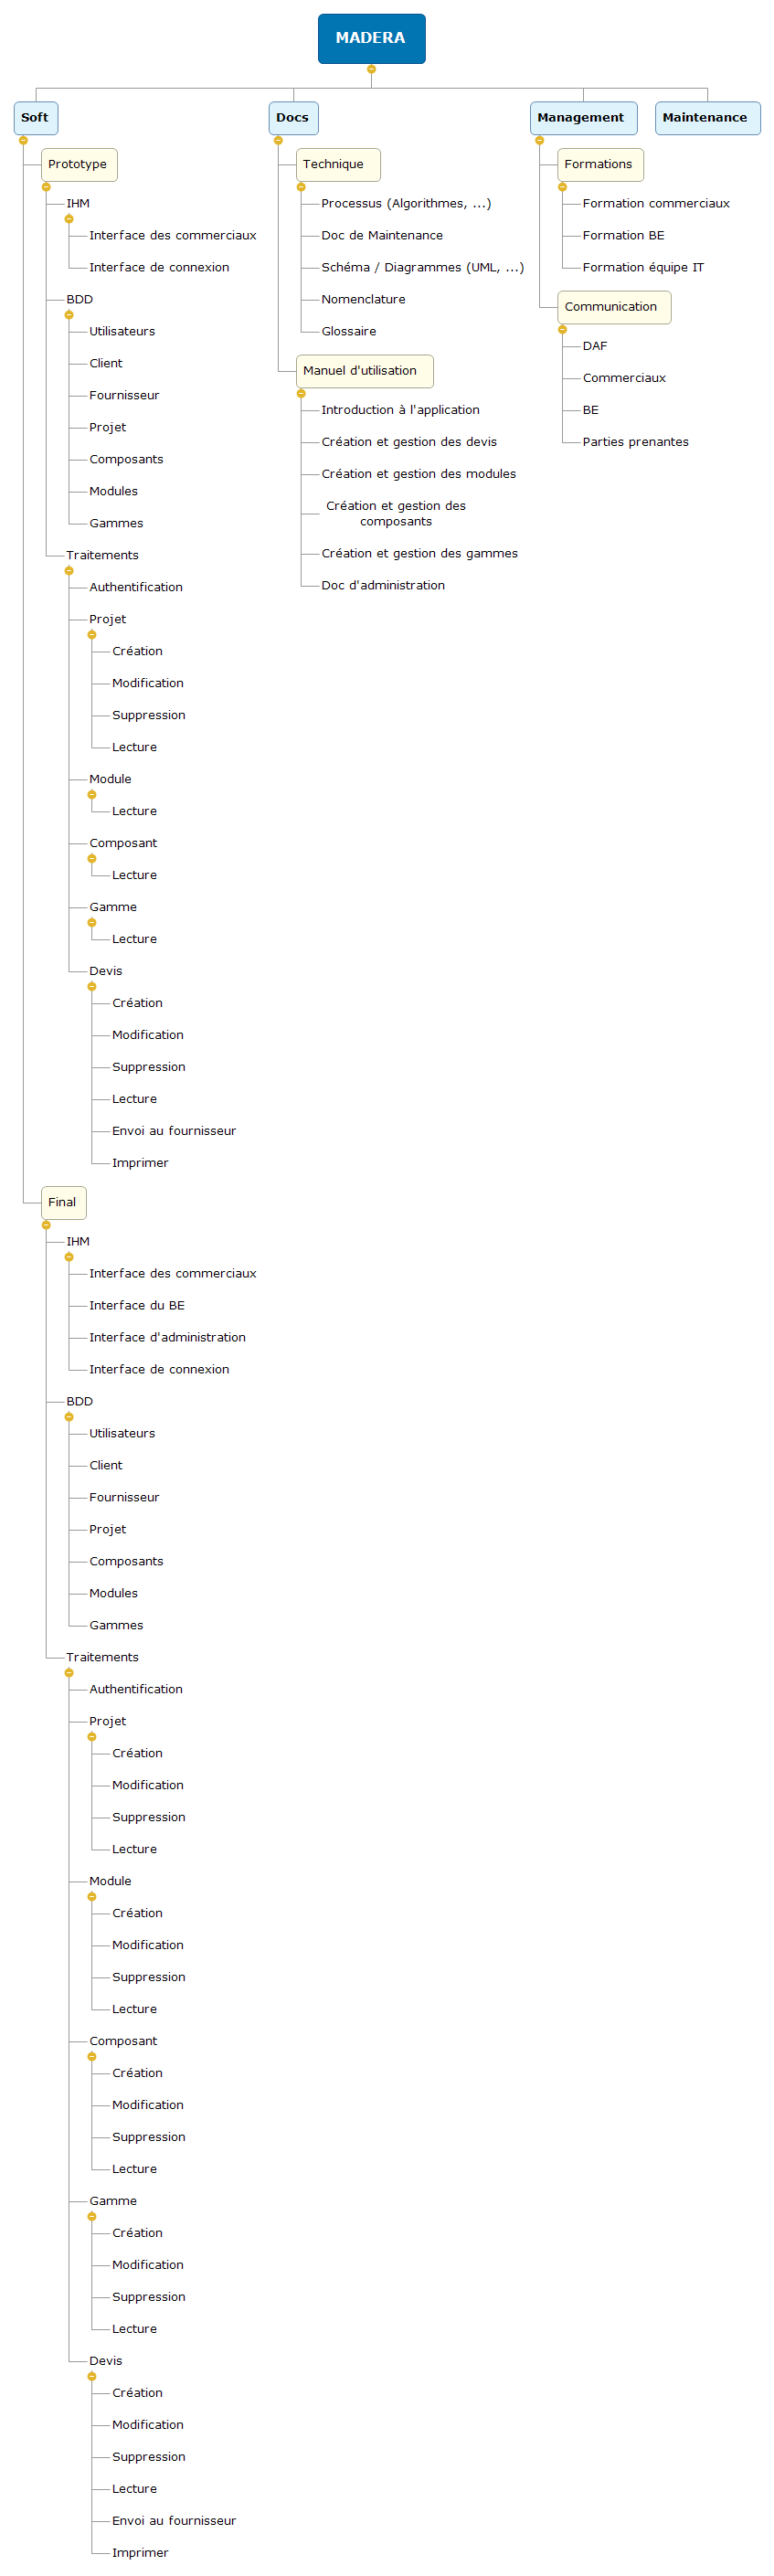 MADERA
Soft
Prototype
IHM
Interface des commerciaux
Interface de connexion
BDD
Utilisateurs
Client
Fournisseur
Projet
Composants
Modules
Gammes
Traitements
Authentification
Projet
Création
Modification
Suppression
Lecture
Module
Lecture
Composant
Lecture
Gamme
Lecture
Devis
Création
Modification
Suppression
Lecture
Envoi au fournisseur
Imprimer
Final
IHM
Interface des commerciaux
Interface du BE
Interface d'administration
Interface de connexion
BDD
Utilisateurs
Client
Fournisseur
Projet
Composants
Modules
Gammes
Traitements
Authentification
Projet
Création
Modification
Suppression
Lecture
Module
Création
Modification
Suppression
Lecture
Composant
Création
Modification
Suppression
Lecture
Gamme
Création
Modification
Suppression
Lecture
Devis
Création
Modification
Suppression
Lecture
Envoi au fournisseur
Imprimer
Docs
Technique
Processus (Algorithmes, ...)
Doc de Maintenance
Schéma / Diagrammes (UML, ...)
Nomenclature
Glossaire
Manuel d'utilisation
Introduction à l'application
Création et gestion des devis
Création et gestion des modules
Création et gestion des
composants
Création et gestion des gammes
Doc d'administration
Management
Formations
Formation commerciaux
Formation BE
Formation équipe IT
Communication
DAF
Commerciaux
BE
Parties prenantes
Maintenance